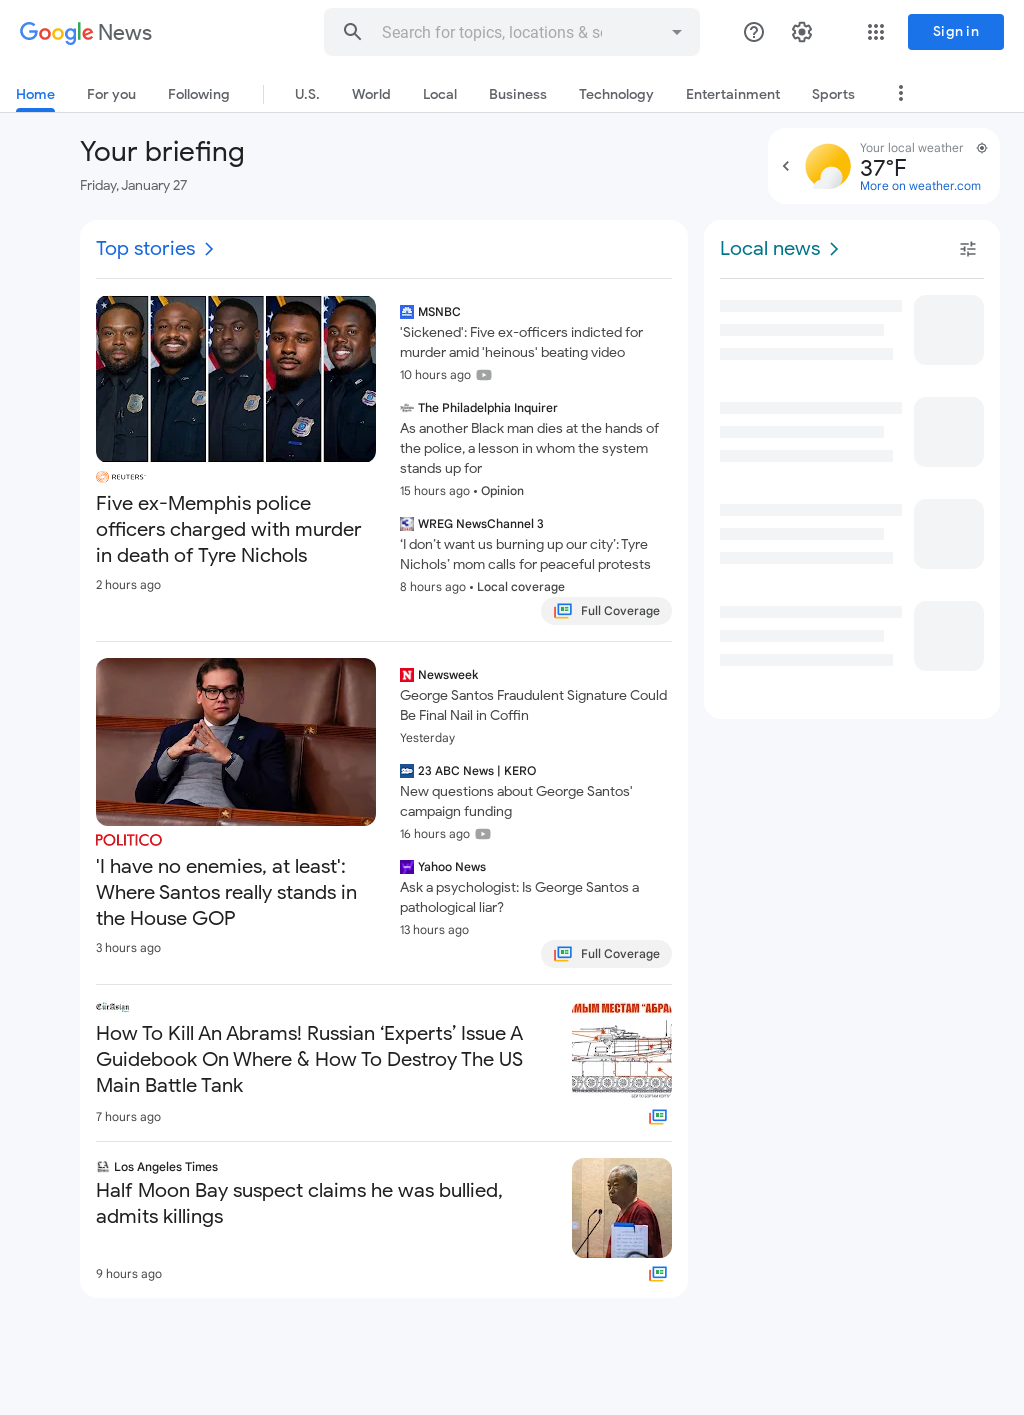 Google News
Search for topics, locations & so
Sign in
Home
For you
Following
U.S.
World
Local
Business
Technology
Entertainment
Sports
Your briefing
Friday, January 27
Your local weather
37°F
More on weather.com
Top stories
REUTERS
Five ex-Memphis police
officers charged with murder
in death of Tyre Nichols
2 hours ago
MSNBC
'Sickened': Five ex-officers indicted for
murder amid 'heinous' beating video
10 hours ago
The Philadelphia Inquirer
As another Black man dies at the hands of
the police, a lesson in whom the system
stands up for
15 hours ago • Opinion
WREG NewsChannel 3
‘I don’t want us burning up our city’: Tyre
Nichols’ mom calls for peaceful protests
8 hours ago • Local coverage
Full Coverage
POLITICO
'I have no enemies, at least':
Where Santos really stands in
the House GOP
3 hours ago
Newsweek
George Santos Fraudulent Signature Could
Be Final Nail in Coffin
Yesterday
23 ABC News | KERO
New questions about George Santos'
campaign funding
16 hours ago
Yahoo News
Ask a psychologist: Is George Santos a
pathological liar?
13 hours ago
Full Coverage
EurAsian
How To Kill An Abrams! Russian ‘Experts’ Issue A
Guidebook On Where & How To Destroy The US
Main Battle Tank
7 hours ago
МЫМ МЕСТАМ "АБРА
Los Angeles Times
Half Moon Bay suspect claims he was bullied,
admits killings
9 hours ago
Local news